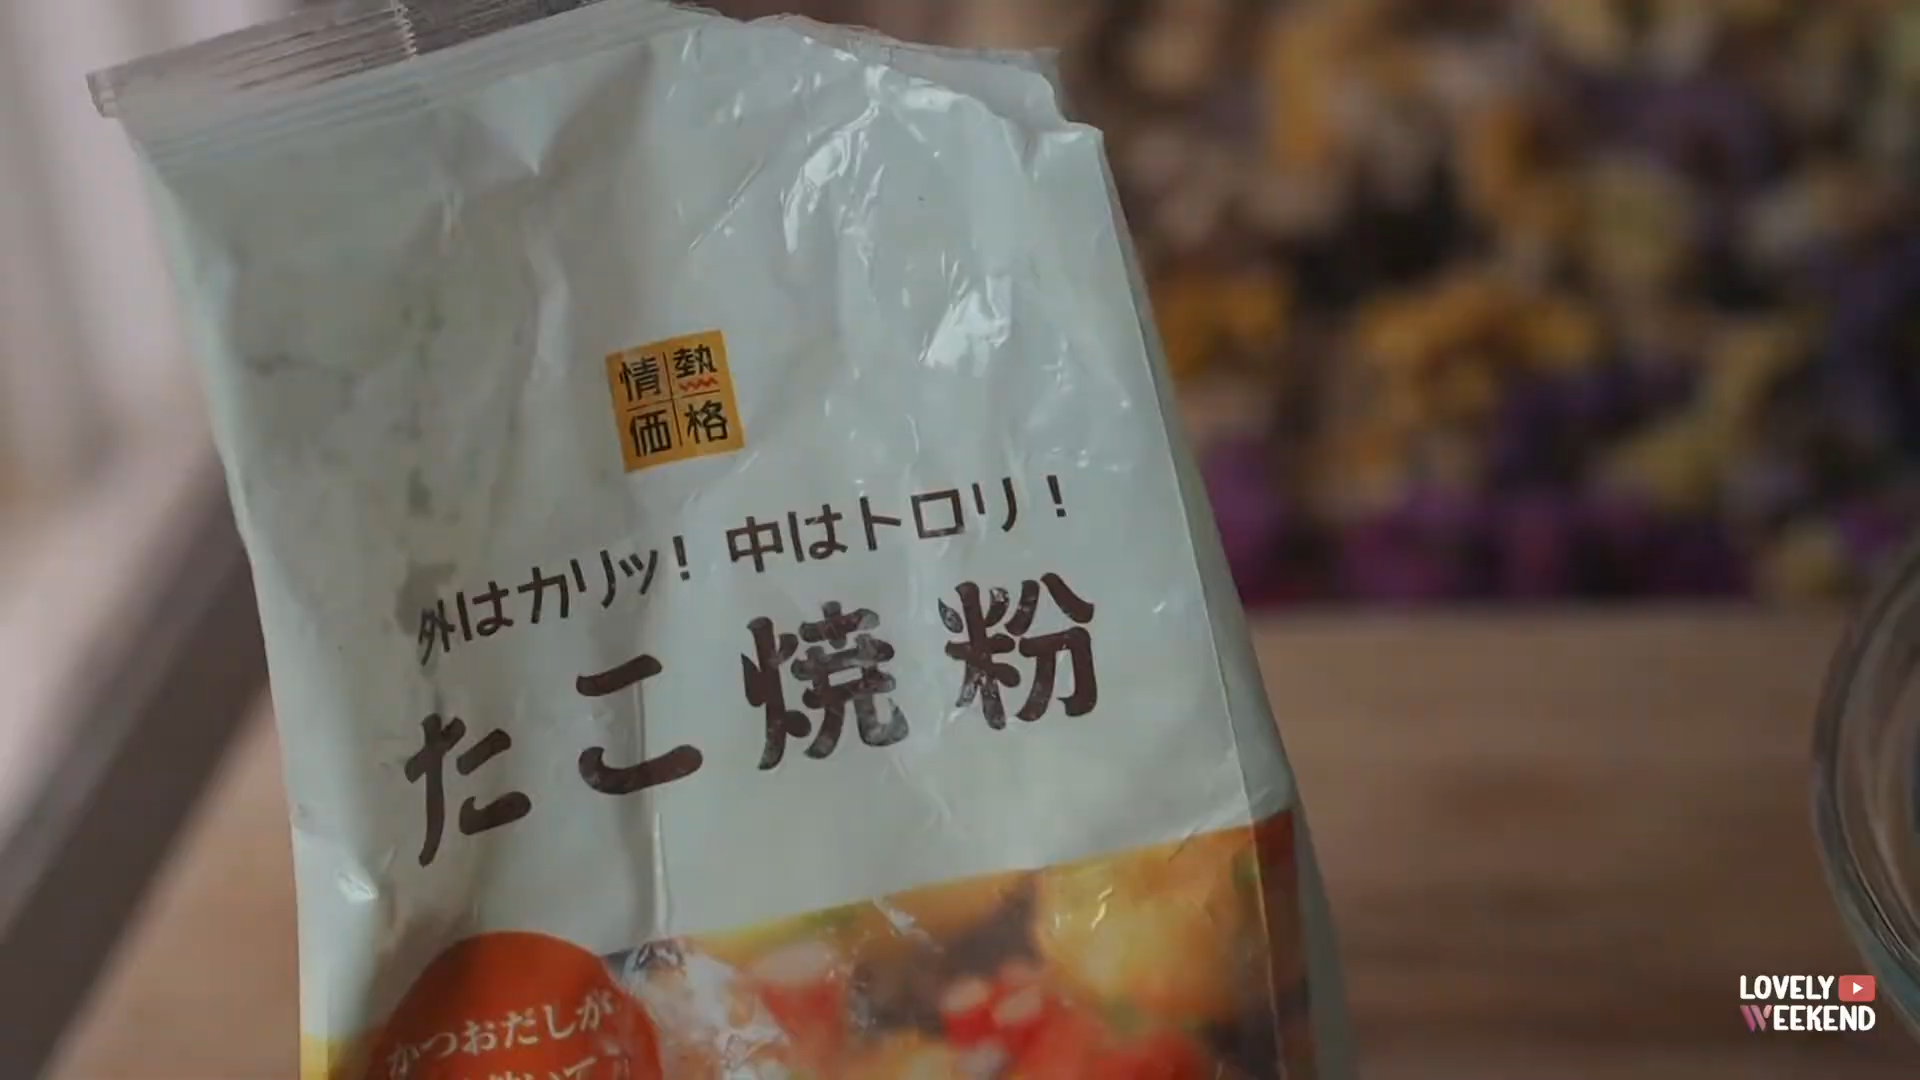 情熱
価格
外はカリッ! 中はトロリ!
たこ焼粉
かつおだしが
LOVELY
WEEKEND